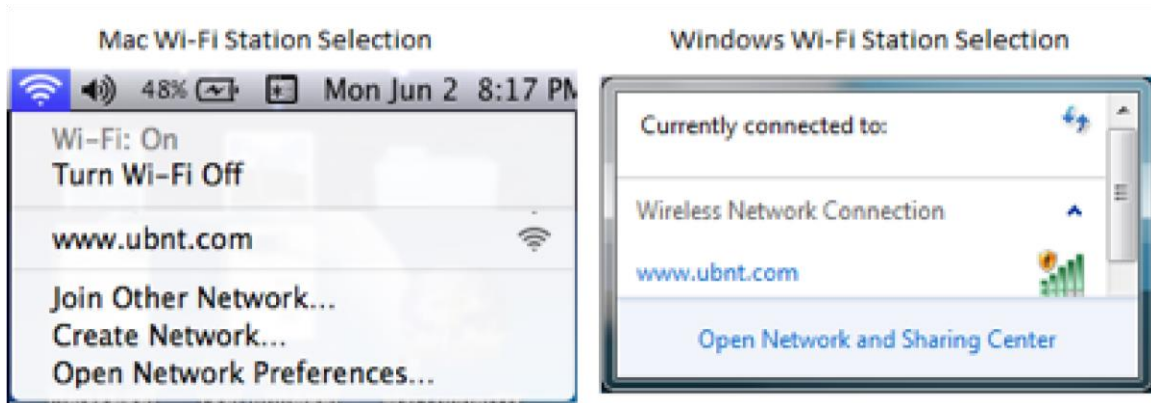 Mac Wi-Fi Station Selection
48% Mon Jun 2 8:17 PM
Wi-Fi: On
Turn Wi-Fi Off
www.ubnt.com
Join Other Network...
Create Network...
Open Network Preferences...
Windows Wi-Fi Station Selection
Currently connected to:
Wireless Network Connection
www.ubnt.com
Open Network and Sharing Center